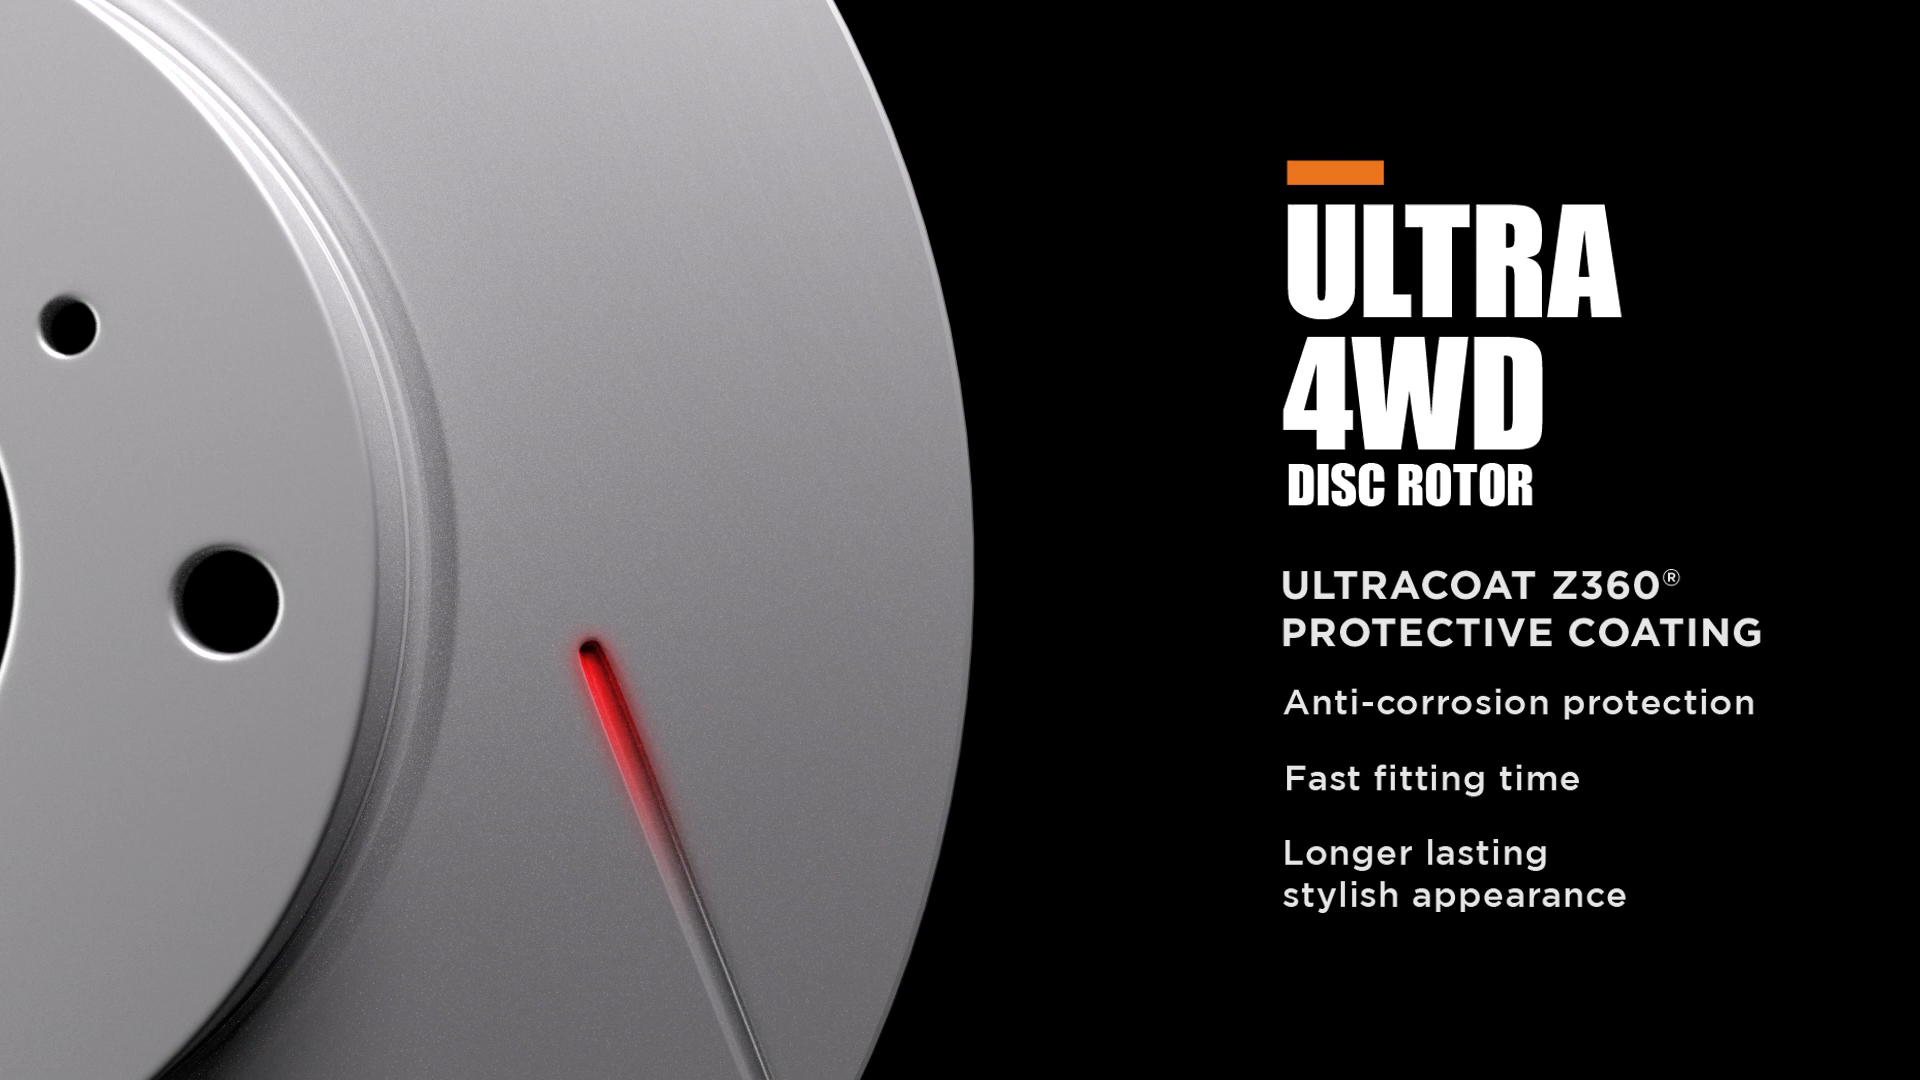 ULTRA
4WD
DISC ROTOR
ULTRACOAT Z360®
PROTECTIVE COATING
Anti-corrosion protection
Fast fitting time
Longer lasting
stylish appearance